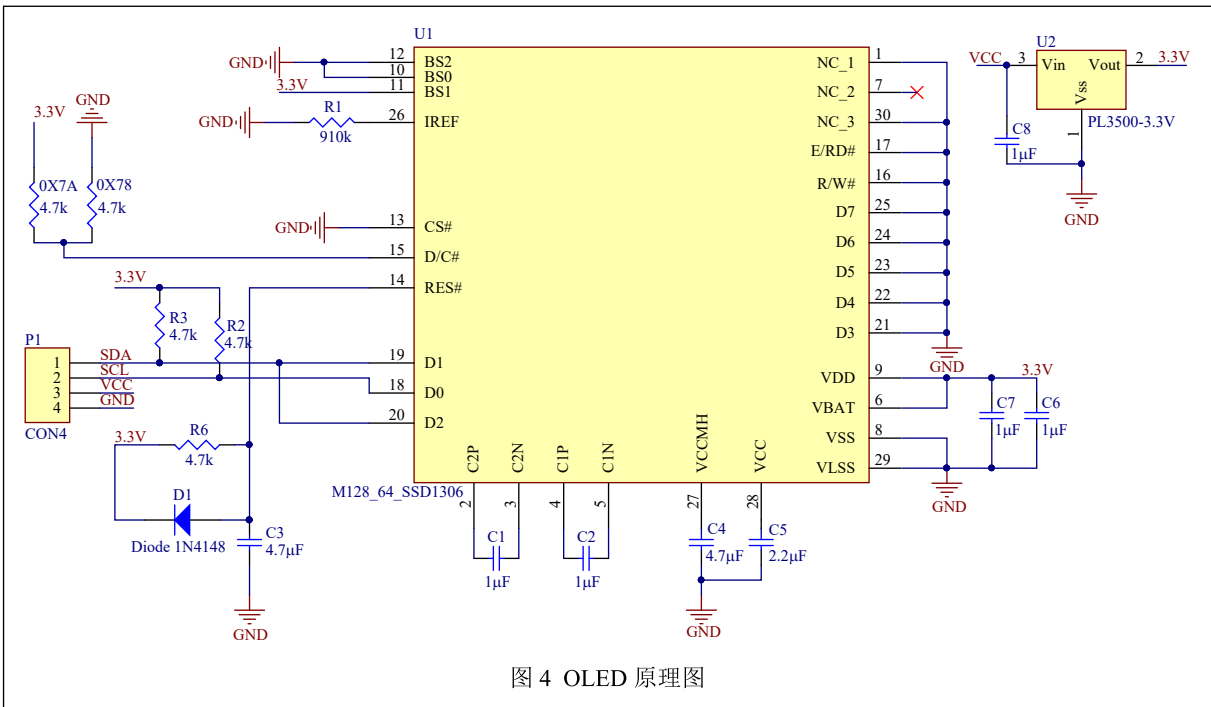 U1
12 BS2
10 BS0
11 BS1
26 IREF
13 CS#
15 D/C#
14 RES#
19 D1
18 D0
20 D2
1 NC_1
7 NC_2
30 NC_3
17 E/RD#
16 R/W#
25 D7
24 D6
23 D5
22 D4
21 D3
9 VDD
6 VBAT
8 VSS
29 VLSS
C2P 2
C2N 3
C1P 4
C1N 5
VCCMH 27
VCC 28
M128_64_SSD1306
GND
3.3V
GND
R1
910k
3.3V
GND
0X7A
4.7k
0X78
4.7k
GND
3.3V
R3
4.7k
R2
4.7k
P1
1 SDA
2 SCL
3 VCC
4 GND
CON4
3.3V
R6
4.7k
D1
Diode 1N4148
C3
4.7μF
GND
C1
1μF
C2
1μF
C4
4.7μF
C5
2.2μF
GND
GND
3.3V
C7
1μF
C6
1μF
GND
U2
VCC 3 Vin
Vout 2 3.3V
Vss
1
PL3500-3.3V
C8
1μF
GND
图 4 OLED 原理图